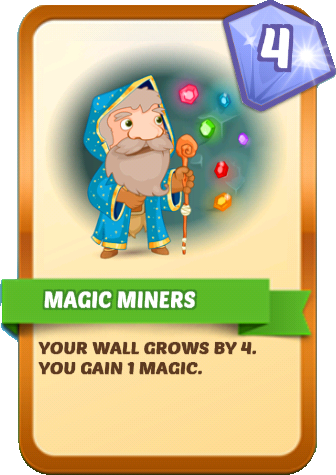 4
MAGIC MINERS
YOUR WALL GROWS BY 4.
YOU GAIN 1 MAGIC.